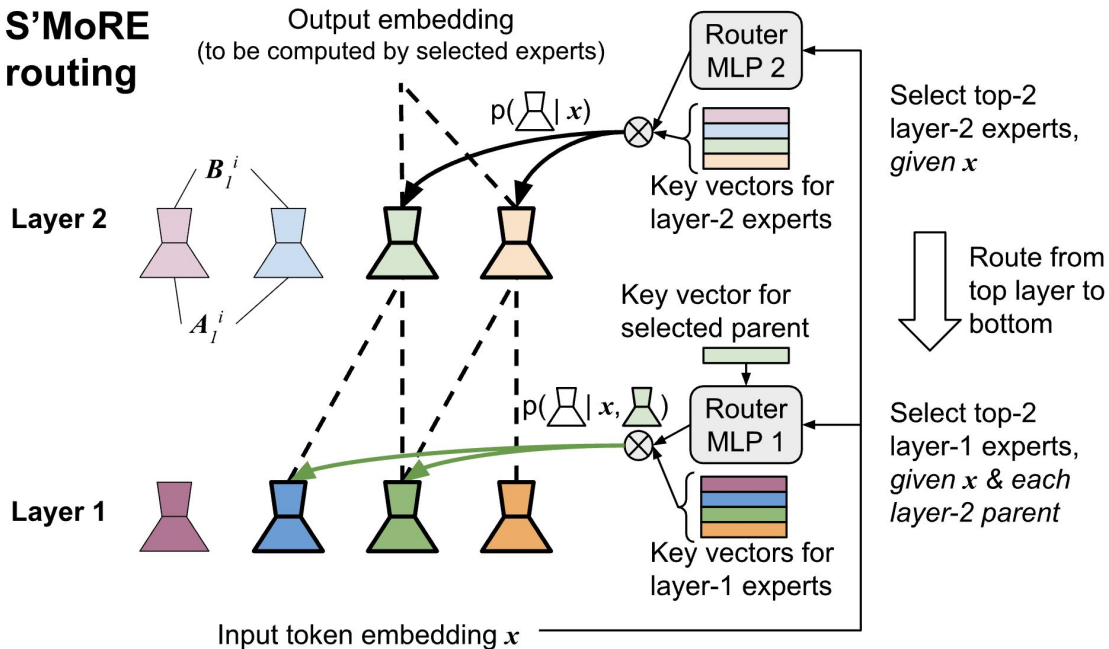 S'MoRE
routing
Output embedding
(to be computed by selected experts)
Router
MLP 2
p( | x)
Select top-2
layer-2 experts,
given x
B₁ⁱ
Key vectors for
layer-2 experts
Layer 2
A₁ⁱ
Route from
top layer to
bottom
Key vector for
selected parent
p( | x, )
Router
MLP 1
Select top-2
layer-1 experts,
given x & each
layer-2 parent
Layer 1
Key vectors for
layer-1 experts
Input token embedding x